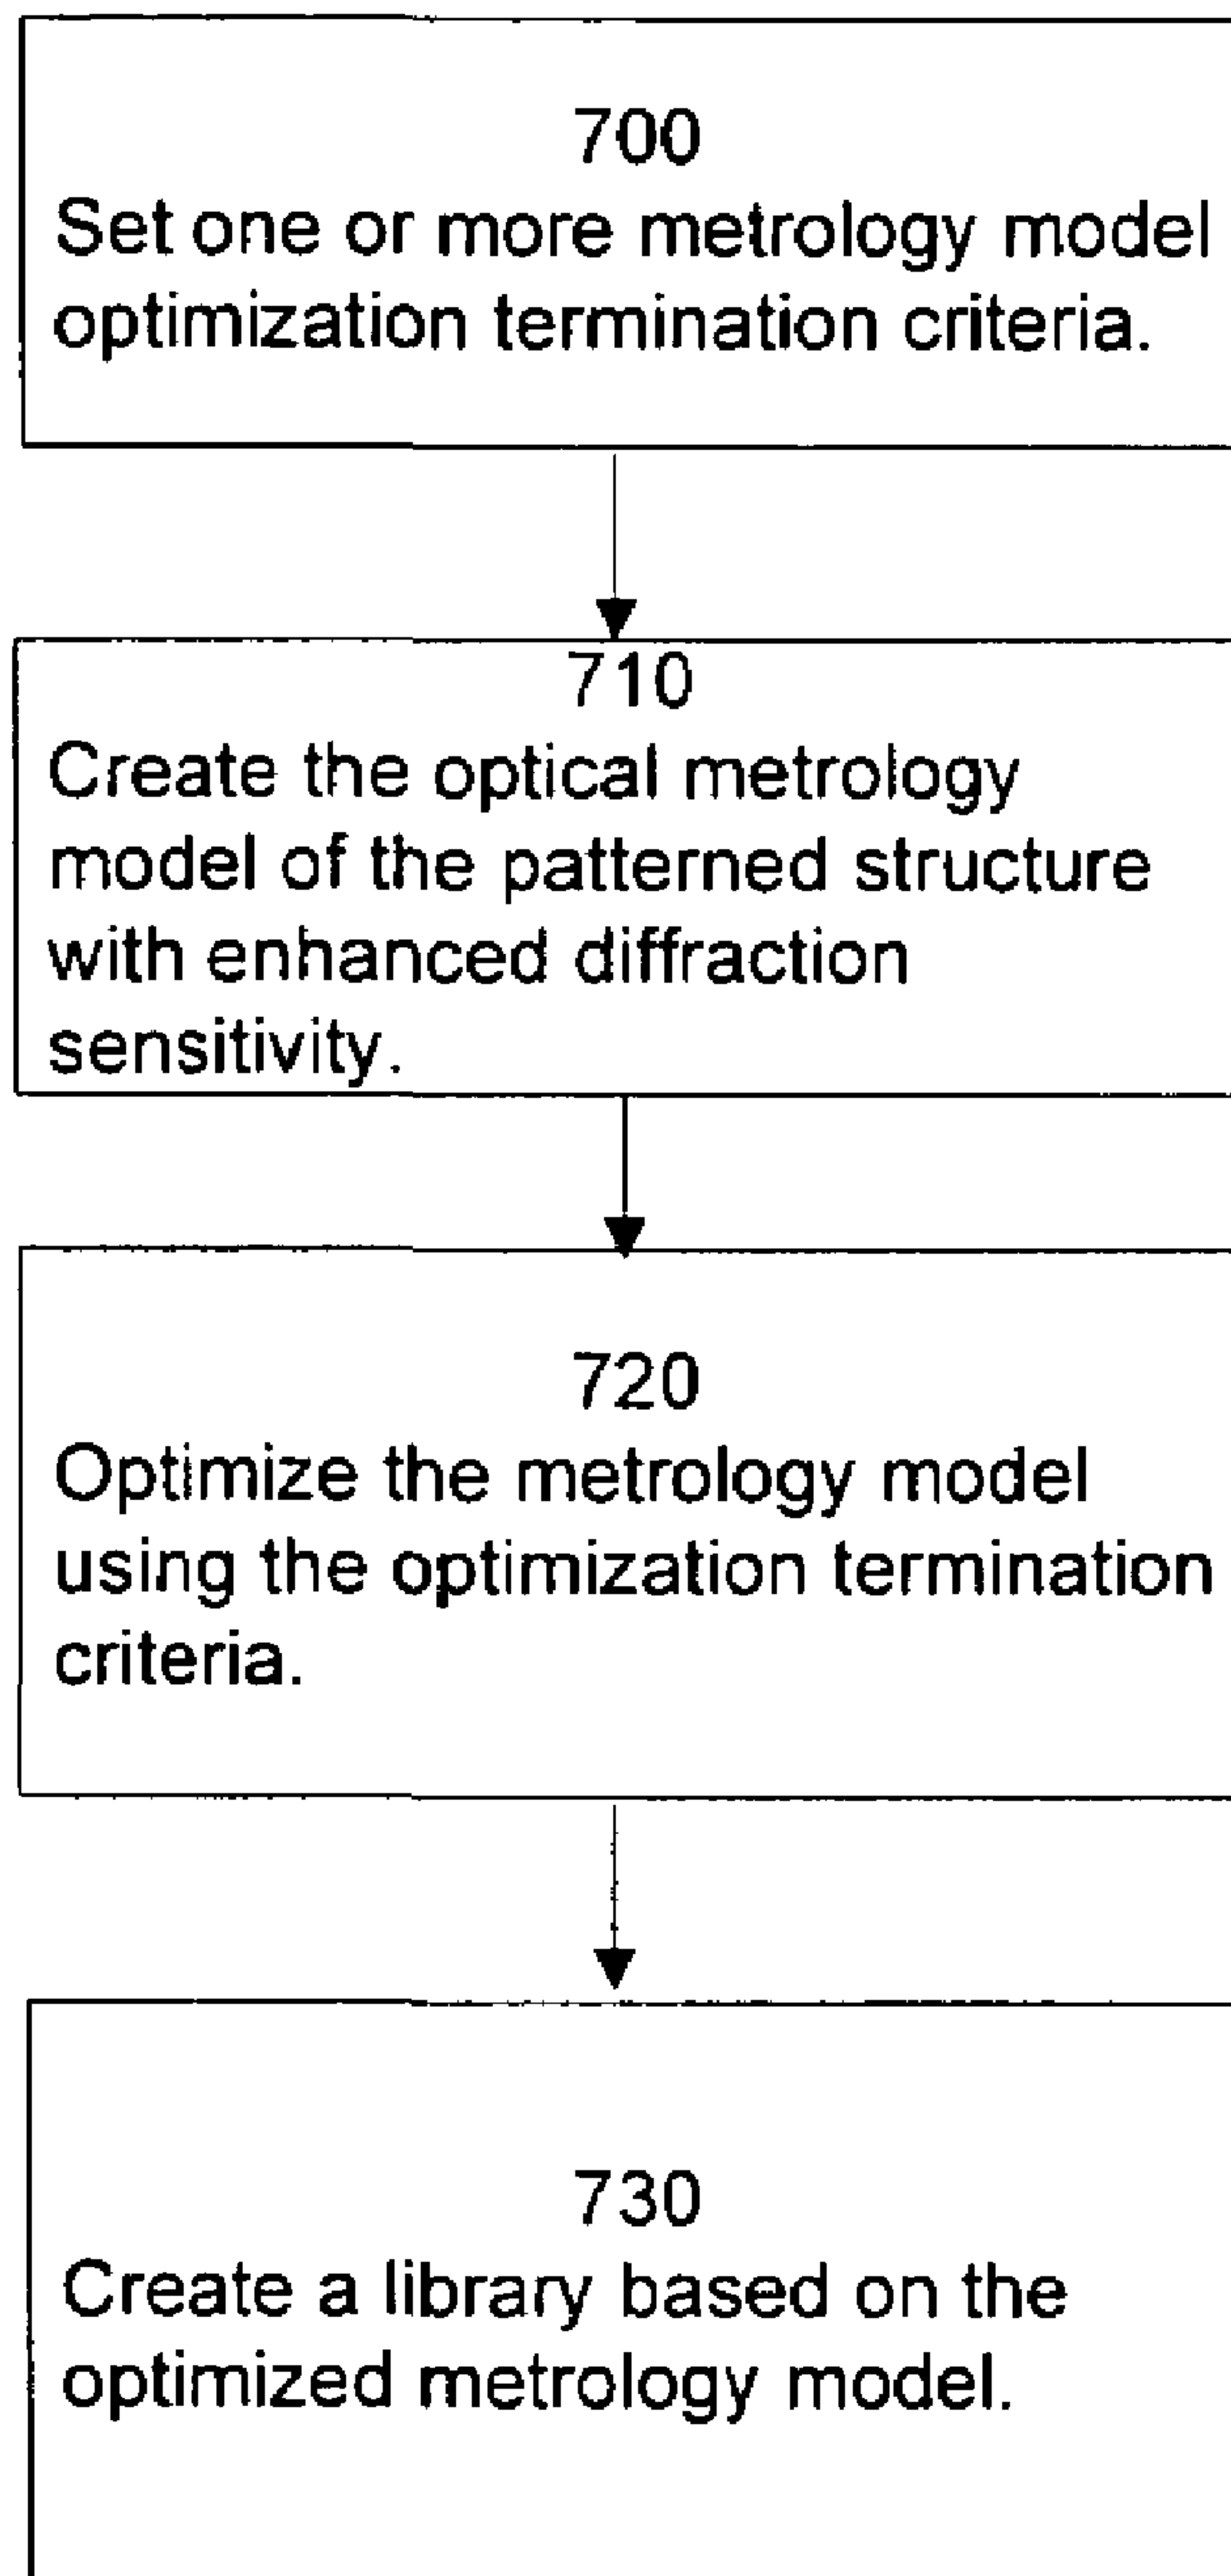 700
Set one or more metrology model
optimization termination criteria.
710
Create the optical metrology
model of the patterned structure
with enhanced diffraction
sensitivity.
720
Optimize the metrology model
using the optimization termination
criteria.
730
Create a library based on the
optimized metrology model.